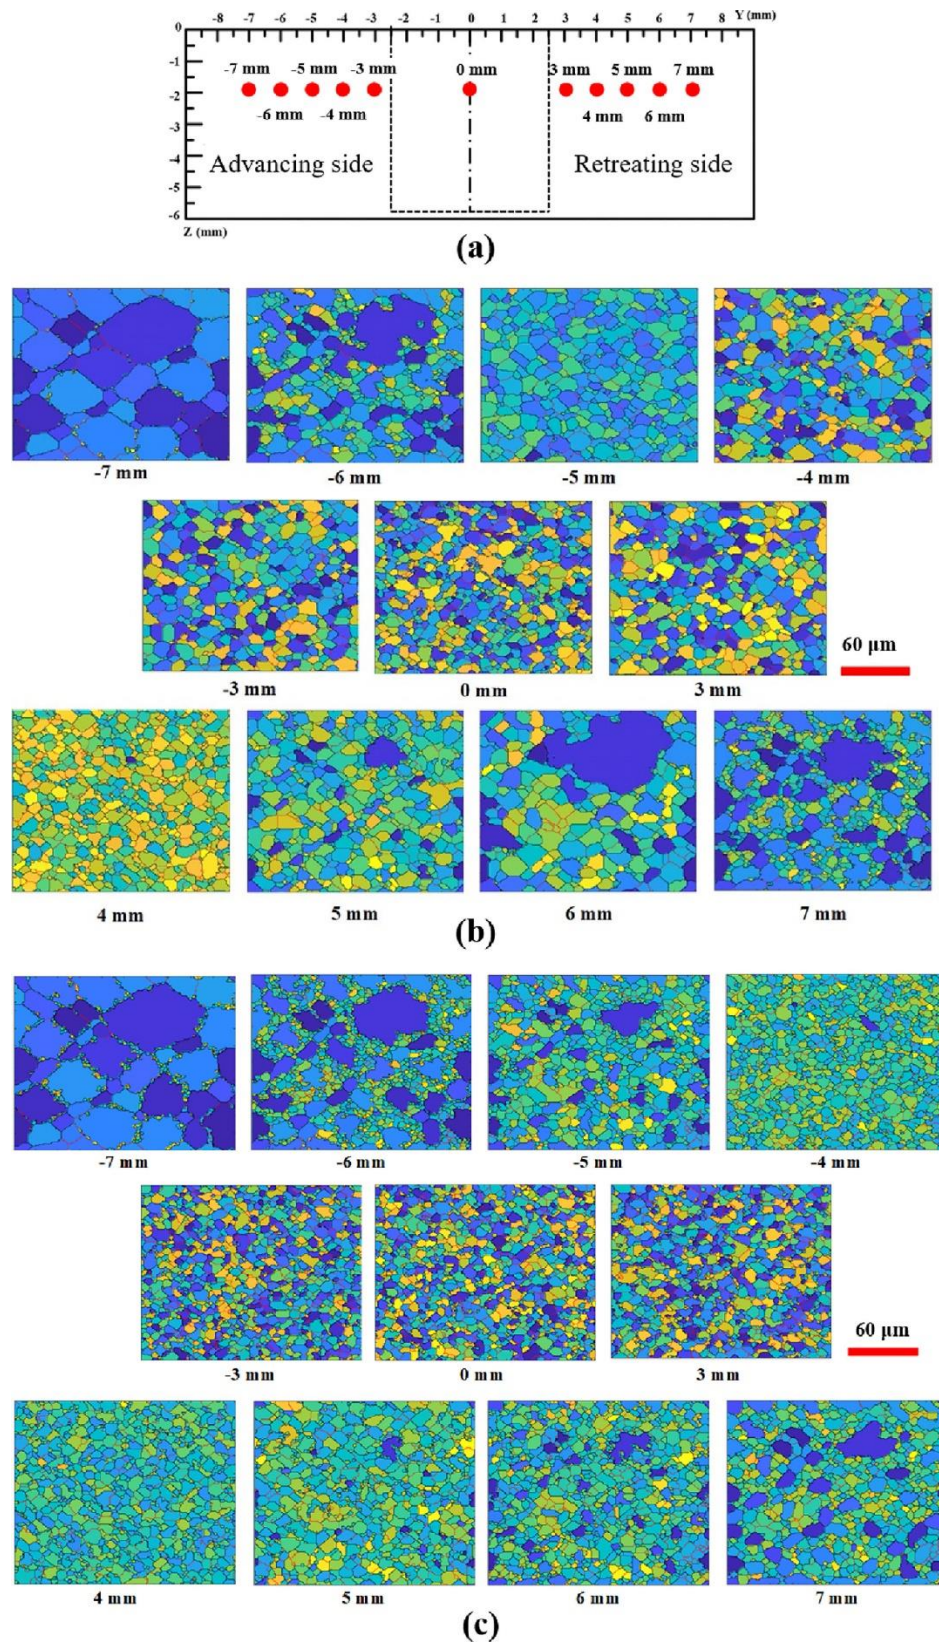 -8 -7 -6 -5 -4 -3 -2 -1 0 1 2 3 4 5 6 7 8 Y (mm)
0
-1
-7 mm -5 mm -3 mm 0 mm 3 mm 5 mm 7 mm
-2
-6 mm -4 mm 4 mm 6 mm
-3
-4
Advancing side Retreating side
-5
-6
Z (mm)
(a)
-7 mm -6 mm -5 mm -4 mm
60 μm
-3 mm 0 mm 3 mm
4 mm 5 mm 6 mm 7 mm
(b)
-7 mm -6 mm -5 mm -4 mm
60 μm
-3 mm 0 mm 3 mm
4 mm 5 mm 6 mm 7 mm
(c)